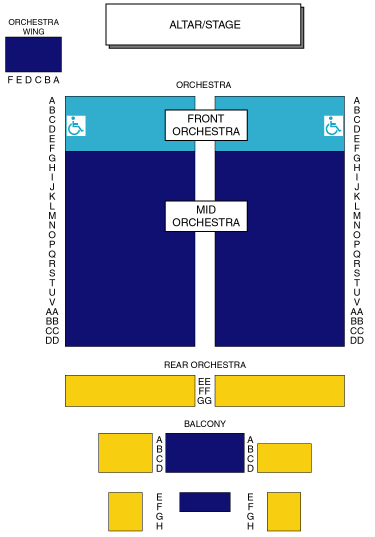 ORCHESTRA
WING
ALTAR/STAGE
F E D C B A
ORCHESTRA
A A
B B
C C
D D
E E
F F
G G
H H
I I
J J
K K
L L
M M
N N
O O
P P
Q Q
R R
S S
T T
U U
V V
AA AA
BB BB
CC CC
DD DD
FRONT
ORCHESTRA
MID
ORCHESTRA
REAR ORCHESTRA
EE
FF
GG
BALCONY
A A
B B
C C
D D
E E
F F
G G
H H